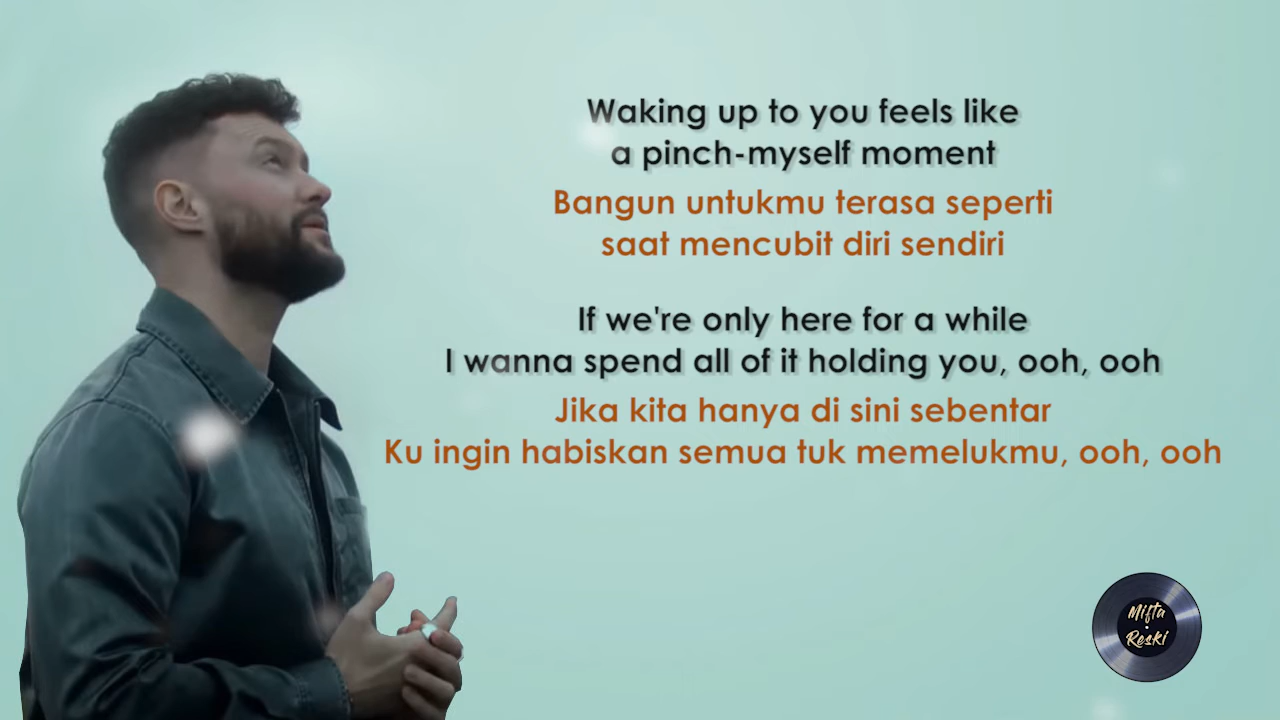 Waking up to you feels like
a pinch-myself moment
Bangun untukmu terasa seperti
saat mencubit diri sendiri
If we're only here for a while
I wanna spend all of it holding you, ooh, ooh
Jika kita hanya di sini sebentar
Ku ingin habiskan semua tuk memelukmu, ooh, ooh
Mifta
Reski